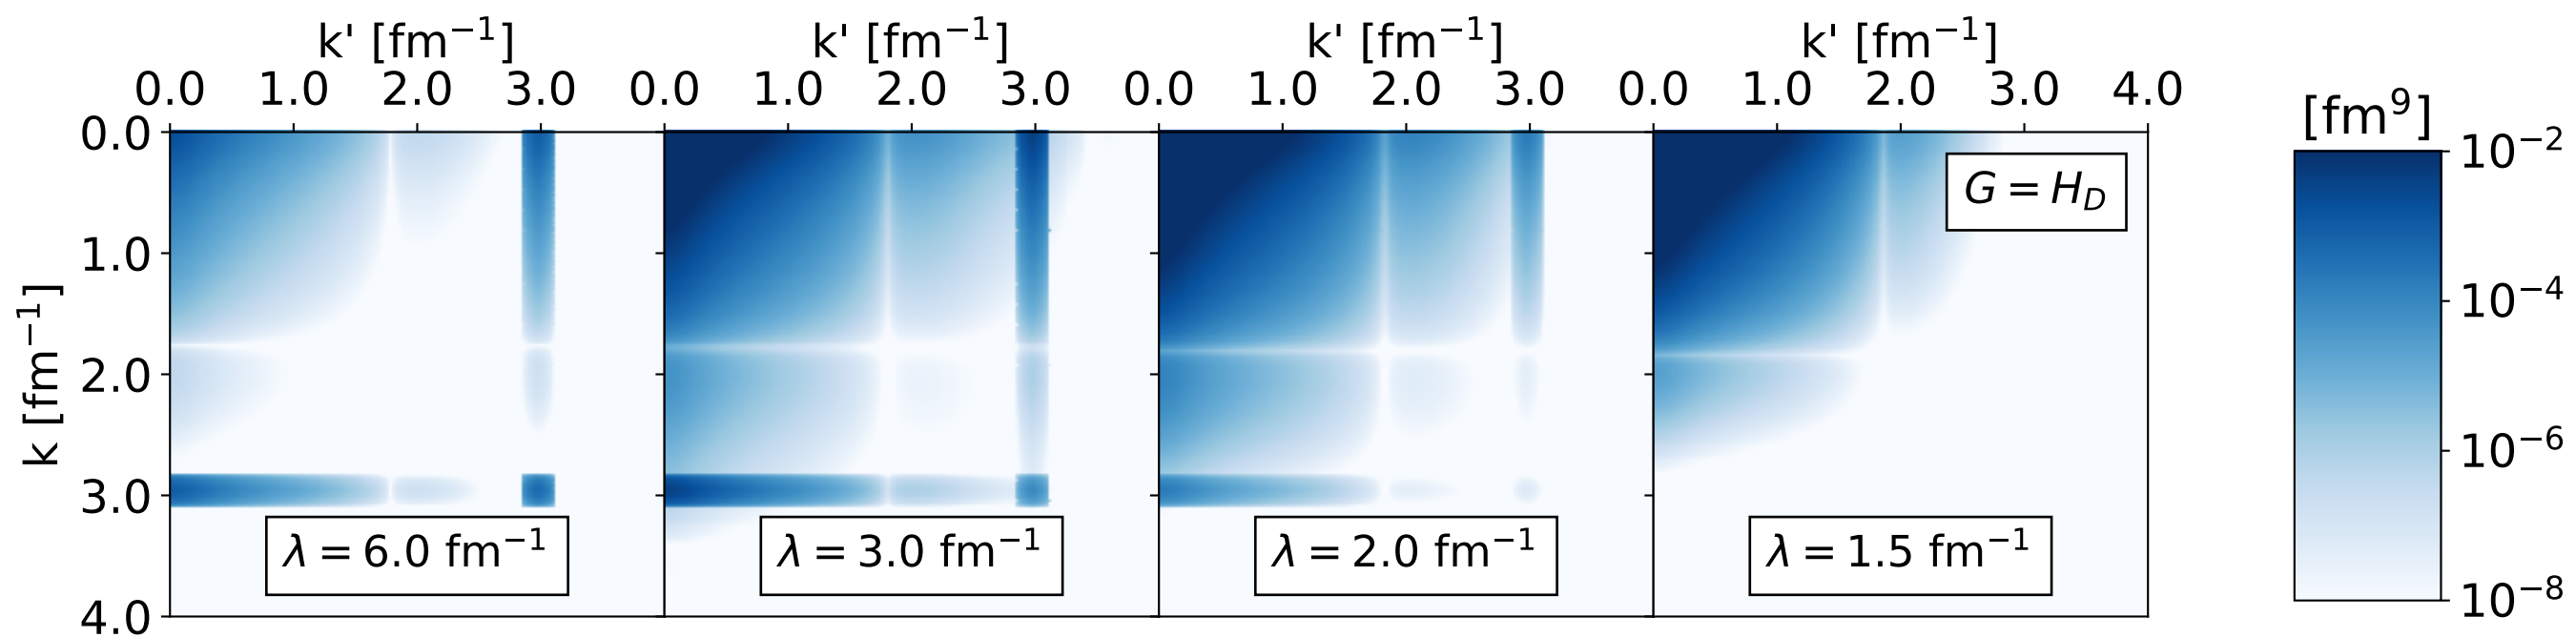 k' [fm⁻¹] k' [fm⁻¹] k' [fm⁻¹] k' [fm⁻¹]
0.0 1.0 2.0 3.0 0.0 1.0 2.0 3.0 0.0 1.0 2.0 3.0 0.0 1.0 2.0 3.0 4.0
k [fm⁻¹]
0.0
1.0
2.0
3.0
4.0
λ = 6.0 fm⁻¹
λ = 3.0 fm⁻¹
λ = 2.0 fm⁻¹
G = H_D
λ = 1.5 fm⁻¹
[fm⁹]
10⁻²
10⁻⁴
10⁻⁶
10⁻⁸